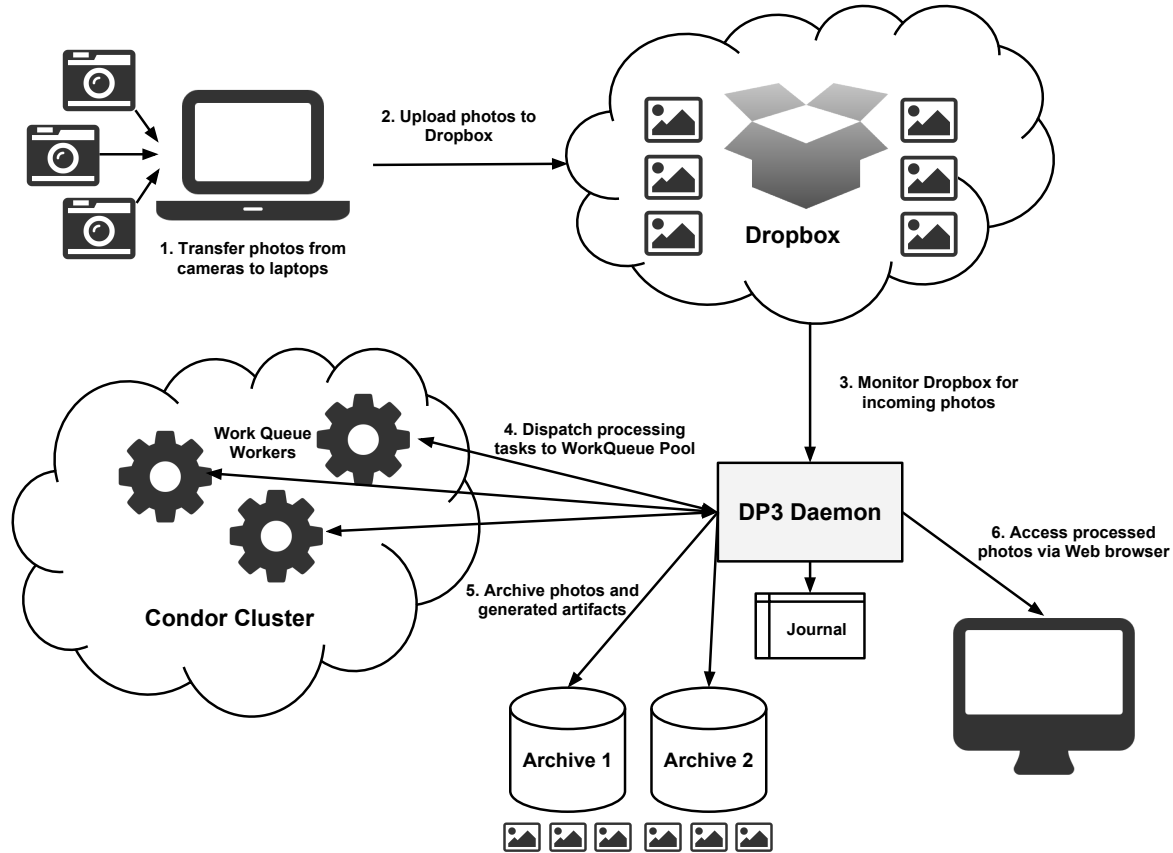 2. Upload photos to
Dropbox
1. Transfer photos from
cameras to laptops
Dropbox
3. Monitor Dropbox for
incoming photos
Work Queue
Workers
4. Dispatch processing
tasks to WorkQueue Pool
DP3 Daemon
6. Access processed
photos via Web browser
5. Archive photos and
generated artifacts
Condor Cluster
Journal
Archive 1
Archive 2